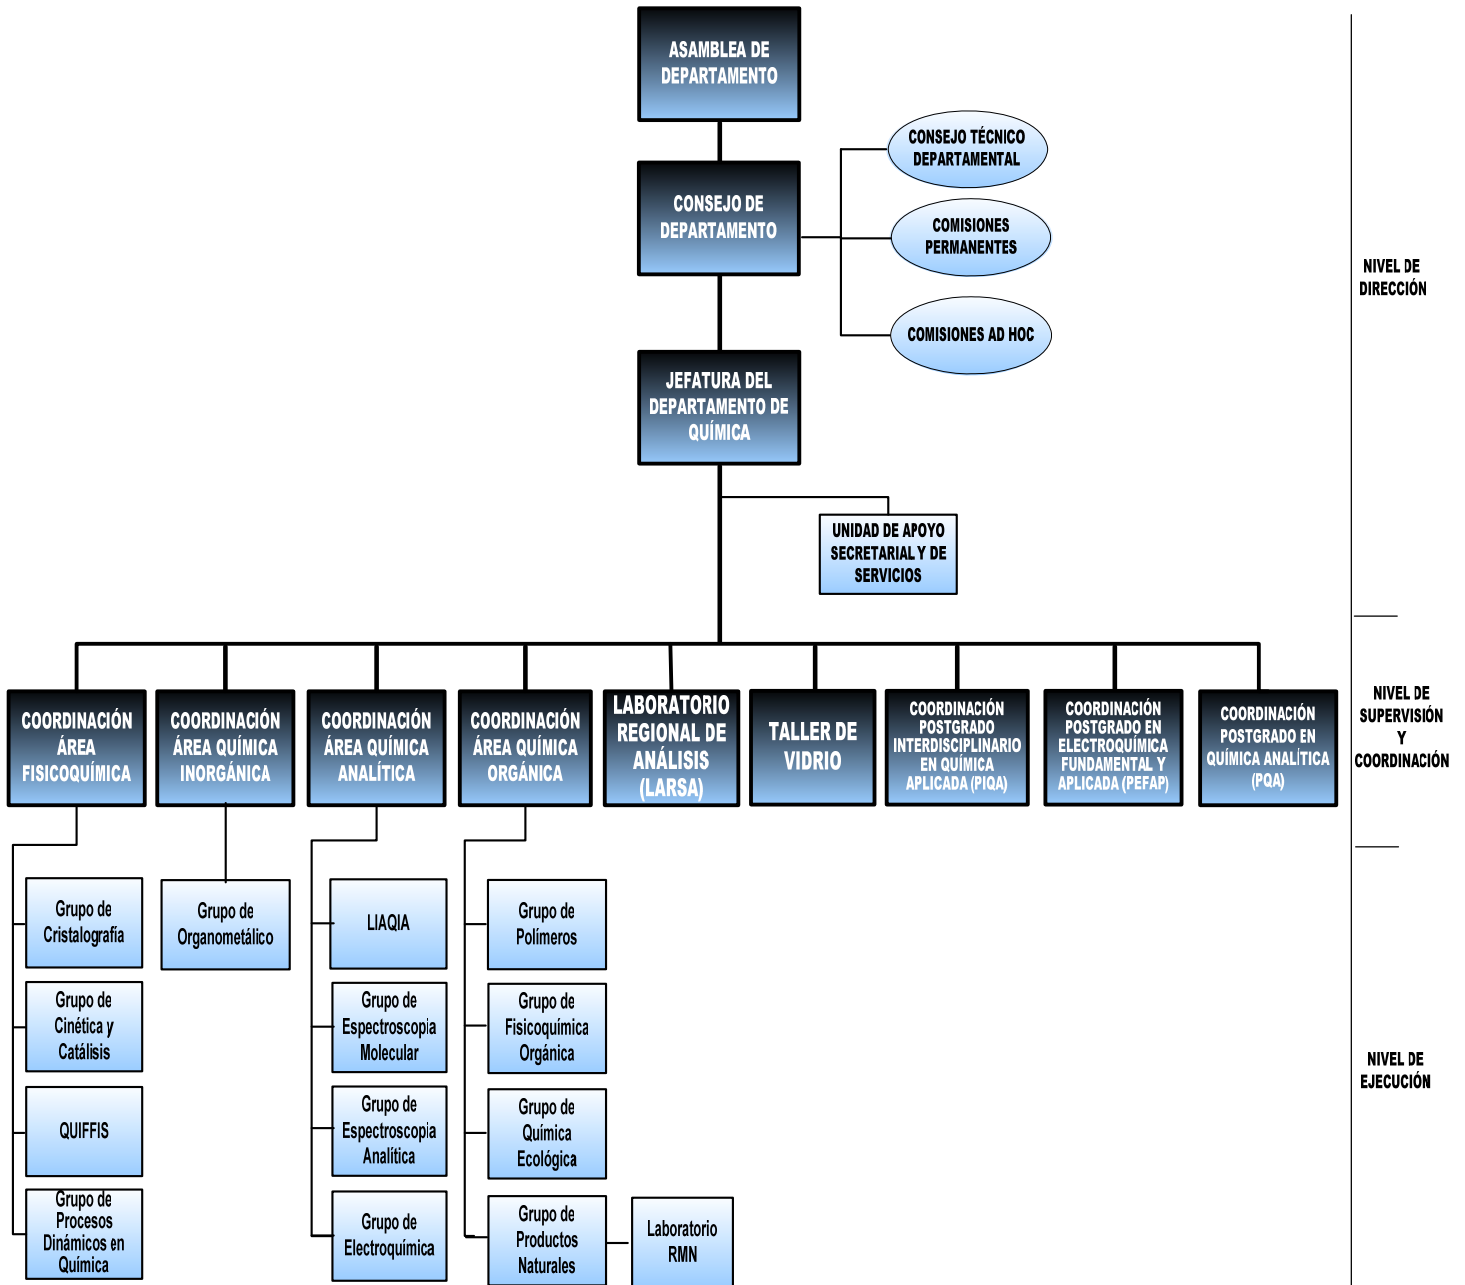 ASAMBLEA DE
DEPARTAMENTO
CONSEJO TÉCNICO
DEPARTAMENTAL
CONSEJO DE
DEPARTAMENTO
COMISIONES
PERMANENTES
COMISIONES AD HOC
NIVEL DE
DIRECCIÓN
JEFATURA DEL
DEPARTAMENTO DE
QUÍMICA
UNIDAD DE APOYO
SECRETARIAL Y DE
SERVICIOS
COORDINACIÓN
ÁREA
FISICOQUÍMICA
COORDINACIÓN
ÁREA QUÍMICA
INORGÁNICA
COORDINACIÓN
ÁREA QUÍMICA
ANALÍTICA
COORDINACIÓN
ÁREA QUÍMICA
ORGÁNICA
LABORATORIO
REGIONAL DE
ANÁLISIS
(LARSA)
TALLER DE
VIDRIO
COORDINACIÓN
POSTGRADO
INTERDISCIPLINARIO
EN QUÍMICA
APLICADA (PIQA)
COORDINACIÓN
POSTGRADO EN
ELECTROQUÍMICA
FUNDAMENTAL Y
APLICADA (PEFAP)
COORDINACIÓN
POSTGRADO EN
QUÍMICA ANALÍTICA
(PQA)
NIVEL DE
SUPERVISIÓN
Y
COORDINACIÓN
Grupo de
Cristalografía
Grupo de
Cinética y
Catálisis
QUIFFIS
Grupo de
Procesos
Dinámicos en
Química
Grupo de
Organometálico
LIAQIA
Grupo de
Espectroscopia
Molecular
Grupo de
Espectroscopia
Analítica
Grupo de
Electroquímica
Grupo de
Polímeros
Grupo de
Fisicoquímica
Orgánica
Grupo de
Química
Ecológica
Grupo de
Productos
Naturales
Laboratorio
RMN
NIVEL DE
EJECUCIÓN